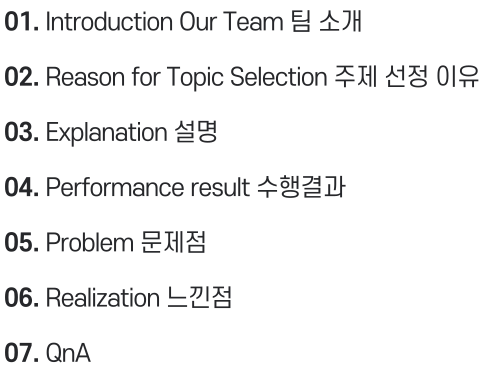 01. Introduction Our Team 팀 소개
02. Reason for Topic Selection 주제 선정 이유
03. Explanation 설명
04. Performance result 수행결과
05. Problem 문제점
06. Realization 느낀점
07. QnA